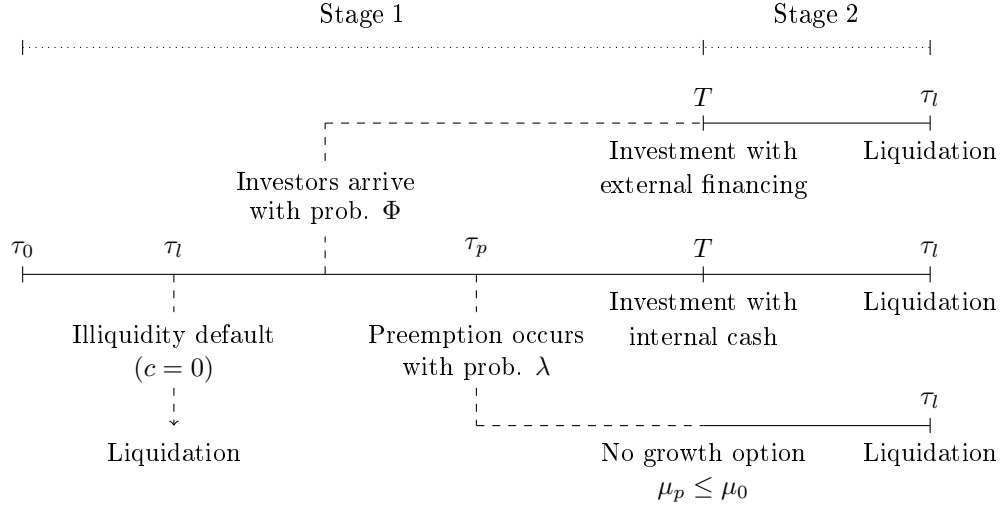 Stage 1
Stage 2
T
τ_l
Investment with
external financing
Liquidation
Investors arrive
with prob. Φ
τ_0
τ_l
τ_p
T
τ_l
Illiquidity default
(c = 0)
Preemption occurs
with prob. λ
Investment with
internal cash
Liquidation
τ_l
Liquidation
No growth option
μ_p ≤ μ_0
Liquidation